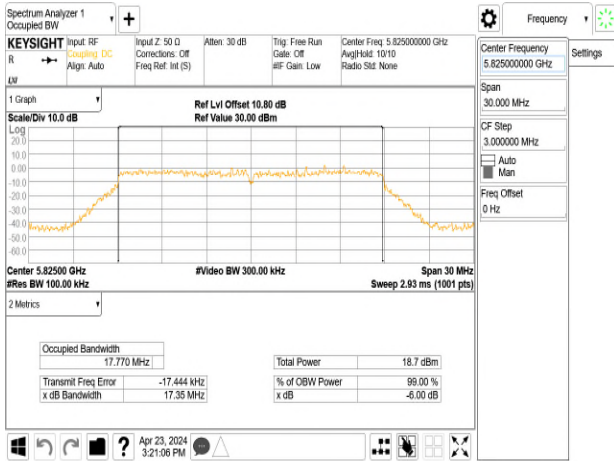 Spectrum Analyzer 1
Occupied BW
KEYSIGHT
R
Input: RF
Coupling: DC
Align: Auto
Input Z: 50 Ω
Corrections: Off
Freq Ref: Int (S)
Atten: 30 dB
Trig: Free Run
Gate: Off
#IF Gain: Low
Center Freq: 5.825000000 GHz
Avg|Hold: 10/10
Radio Std: None
Frequency
Center Frequency
5.825000000 GHz
Settings
Span
30.000 MHz
CF Step
3.000000 MHz
Auto
Man
Freq Offset
0 Hz
1 Graph
Scale/Div 10.0 dB
Ref Lvl Offset 10.80 dB
Ref Value 30.00 dBm
Log
20.0
10.0
0.00
-10.0
-20.0
-30.0
-40.0
-50.0
-60.0
Center 5.82500 GHz
#Video BW 300.00 kHz
Span 30 MHz
#Res BW 100.00 kHz
Sweep 2.93 ms (1001 pts)
2 Metrics
Occupied Bandwidth
17.770 MHz
Total Power 18.7 dBm
Transmit Freq Error -17.444 kHz
% of OBW Power 99.00 %
x dB Bandwidth 17.35 MHz
x dB -6.00 dB
?
Apr 23, 2024
3:21:06 PM